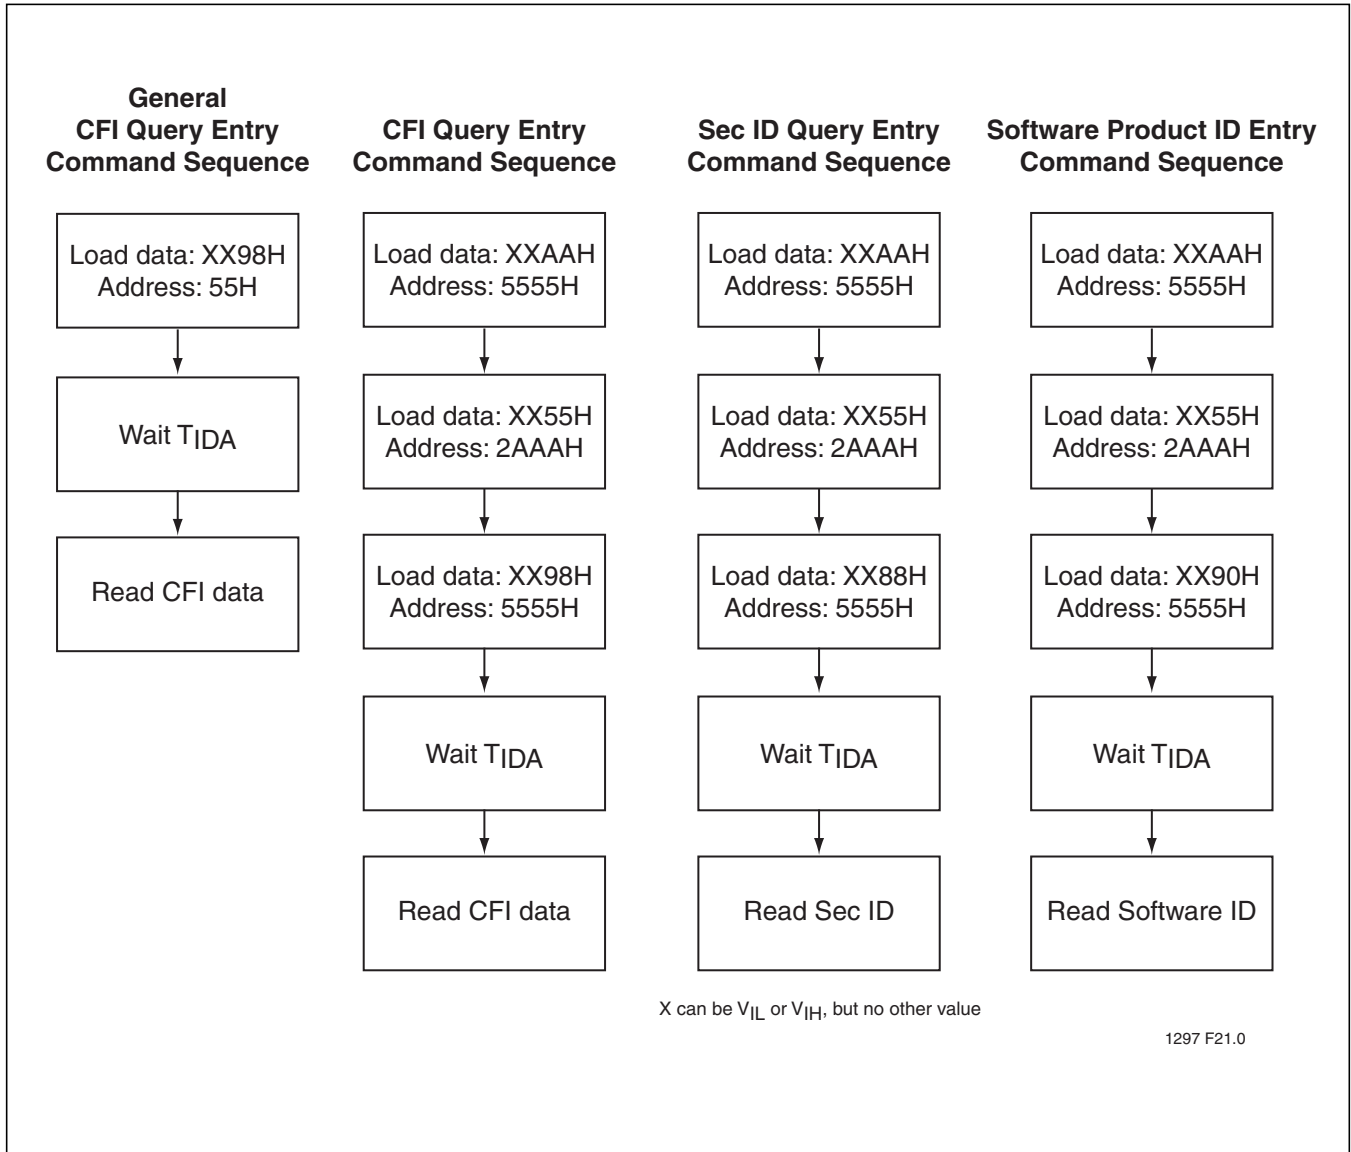 General
CFI Query Entry
Command Sequence
Load data: XX98H
Address: 55H
Wait TIDA
Read CFI data
CFI Query Entry
Command Sequence
Load data: XXAAH
Address: 5555H
Load data: XX55H
Address: 2AAAH
Load data: XX98H
Address: 5555H
Wait TIDA
Read CFI data
Sec ID Query Entry
Command Sequence
Load data: XXAAH
Address: 5555H
Load data: XX55H
Address: 2AAAH
Load data: XX88H
Address: 5555H
Wait TIDA
Read Sec ID
Software Product ID Entry
Command Sequence
Load data: XXAAH
Address: 5555H
Load data: XX55H
Address: 2AAAH
Load data: XX90H
Address: 5555H
Wait TIDA
Read Software ID
X can be VIL or VIH, but no other value
1297 F21.0